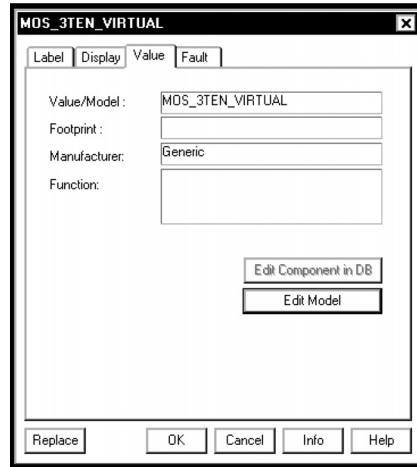 MOS_3TEN_VIRTUAL
Label Display Value Fault
Value/Model : MOS_3TEN_VIRTUAL
Footprint :
Manufacturer: Generic
Function:
Edit Component in DB
Edit Model
Replace OK Cancel Info Help